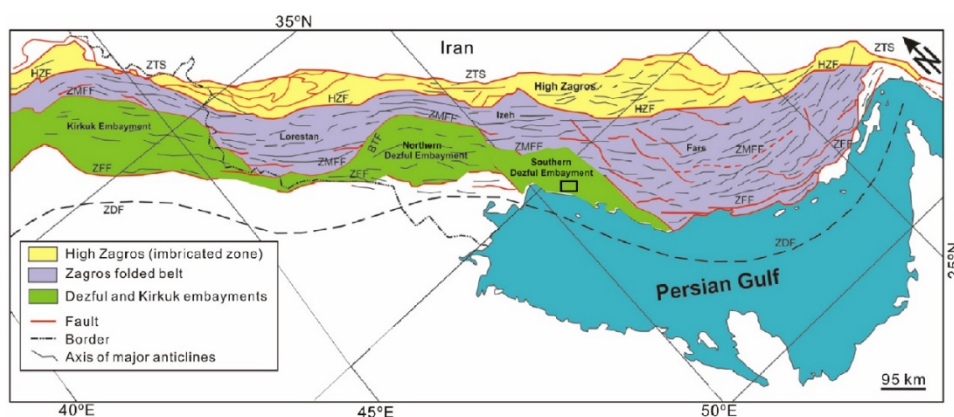 35°N
Iran
N
ZTS
HZF
ZTS
ZTS
HZF
High Zagros
HZF
HZF
ZMFF
ZMFF
Izeh
Kirkuk Embayment
Lorestan
BTF
Northern
Dezful Embayment
ZMFF
Fars
ZMFF
ZFF
ZMFF
ZFF
Southern
Dezful Embayment
ZFF
ZDF
ZDF
25°N
High Zagros (imbricated zone)
Zagros folded belt
Dezful and Kirkuk embayments
Fault
Border
Axis of major anticlines
Persian Gulf
95 km
40°E
45°E
50°E